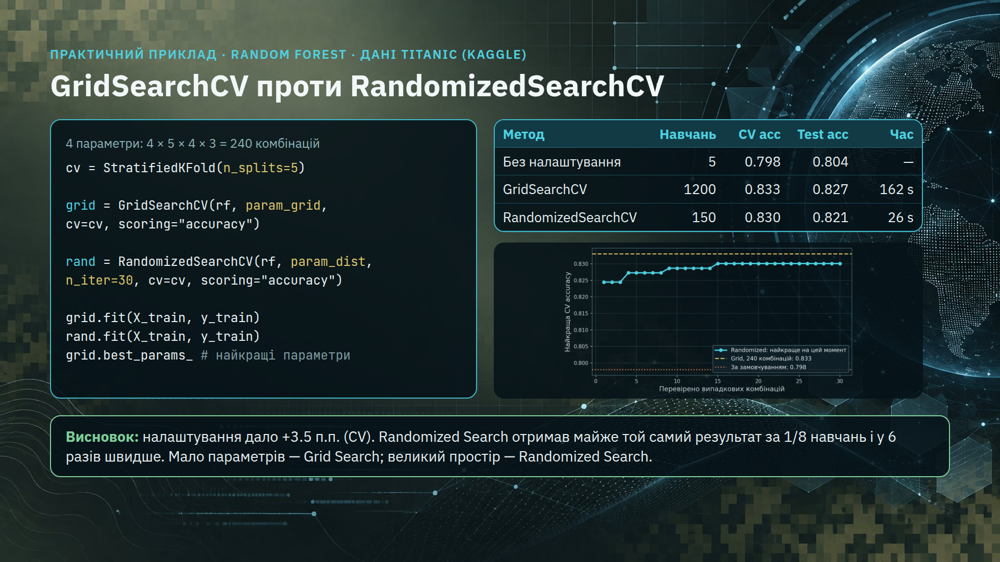 ПРАКТИЧНИЙ ПРИКЛАД · RANDOM FOREST · ДАНІ TITANIC (KAGGLE)
GridSearchCV проти RandomizedSearchCV
4 параметри: 4 × 5 × 4 × 3 = 240 комбінацій
cv = StratifiedKFold(n_splits=5)
grid = GridSearchCV(rf, param_grid,
cv=cv, scoring="accuracy")
rand = RandomizedSearchCV(rf, param_dist,
n_iter=30, cv=cv, scoring="accuracy")
grid.fit(X_train, y_train)
rand.fit(X_train, y_train)
grid.best_params_ # найкращі параметри
Метод Навчань CV acc Test acc Час
Без налаштування 5 0.798 0.804 —
GridSearchCV 1200 0.833 0.827 162 s
RandomizedSearchCV 150 0.830 0.821 26 s
Найкраща CV accuracy
0.830
0.825
0.820
0.815
0.810
0.805
0.800
Randomized: найкраще на цей момент
Grid, 240 комбінацій: 0.833
За замовчуванням: 0.798
0 5 10 15 20 25 30
Перевірено випадкових комбінацій
Висновок: налаштування дало +3.5 п.п. (CV). Randomized Search отримав майже той самий результат за 1/8 навчань і у 6
разів швидше. Мало параметрів — Grid Search; великий простір — Randomized Search.